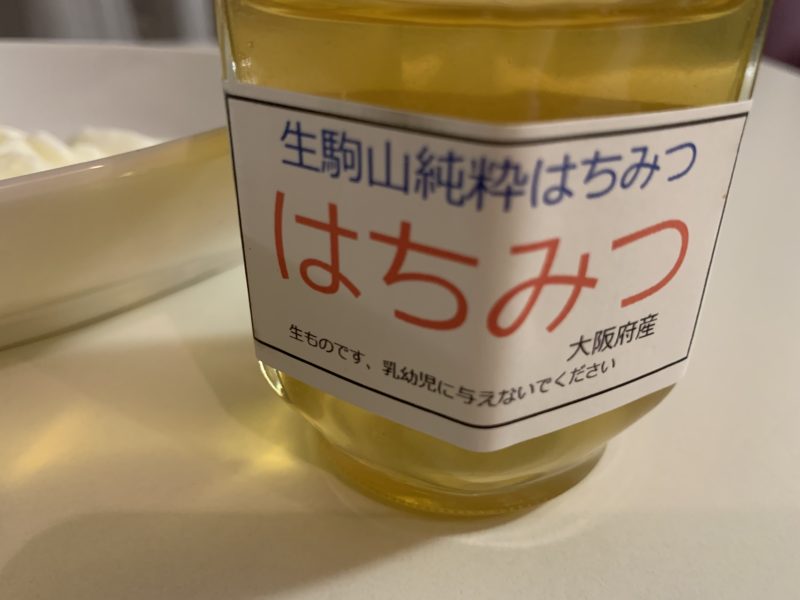 生駒山純粋はちみつ
はちみつ
大阪府産
生ものです、乳幼児に与えないでください